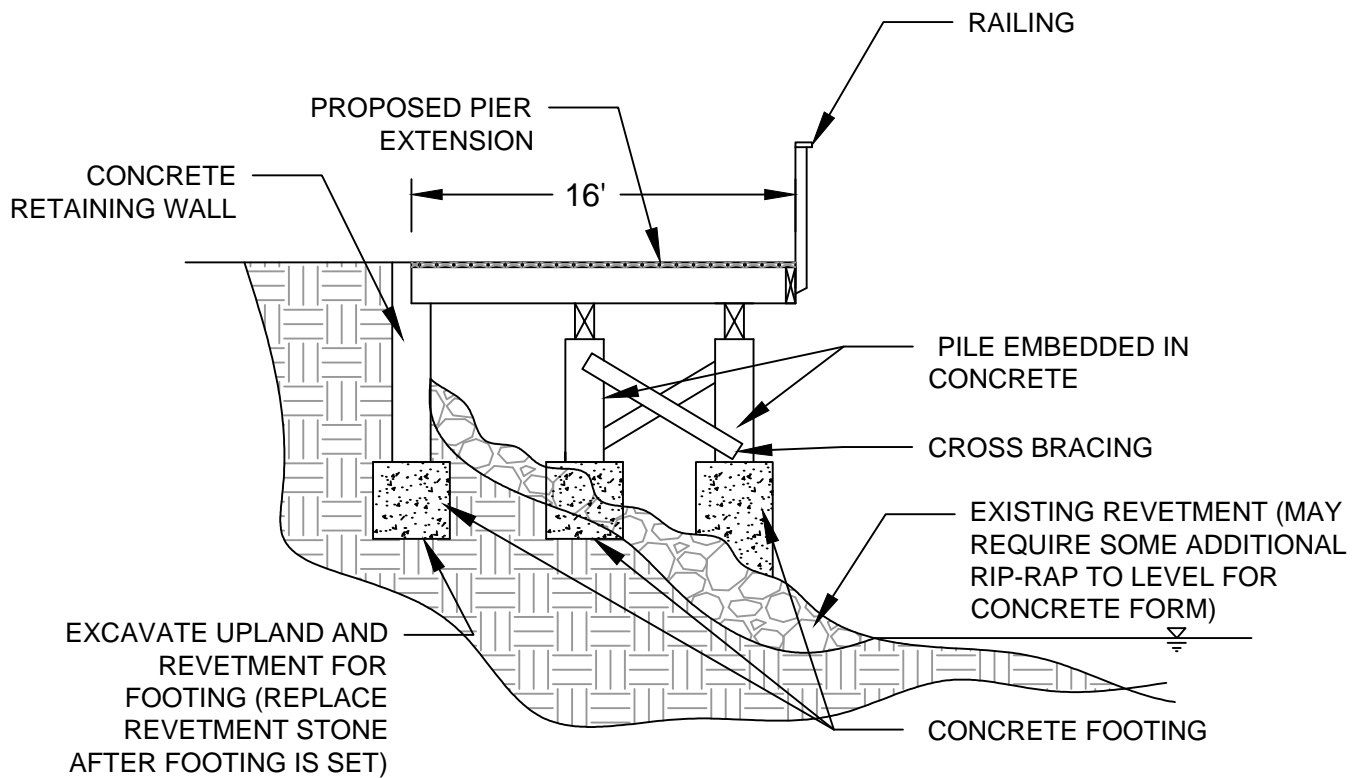 RAILING
PROPOSED PIER
EXTENSION
CONCRETE
RETAINING WALL
16'
PILE EMBEDDED IN
CONCRETE
CROSS BRACING
EXISTING REVETMENT (MAY
REQUIRE SOME ADDITIONAL
RIP-RAP TO LEVEL FOR
CONCRETE FORM)
EXCAVATE UPLAND AND
REVETMENT FOR
FOOTING (REPLACE
REVETMENT STONE
AFTER FOOTING IS SET)
CONCRETE FOOTING